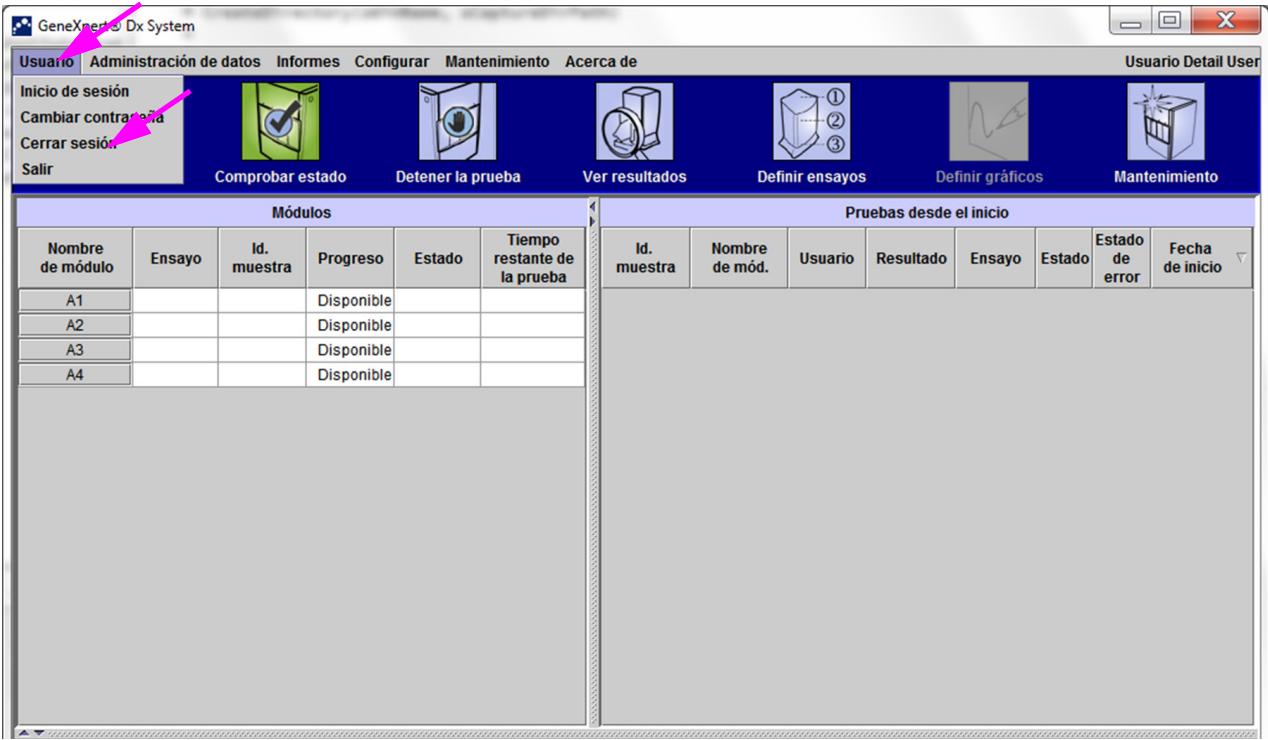 GeneXpert® Dx System
Usuario Administración de datos Informes Configurar Mantenimiento Acerca de Usuario Detail User
Inicio de sesión
Cambiar contraseña
Cerrar sesión
Salir
①
②
③
Comprobar estado Detener la prueba Ver resultados Definir ensayos Definir gráficos Mantenimiento
Módulos
Nombre
de módulo
Ensayo
Id.
muestra
Progreso
Estado
Tiempo
restante de
la prueba
A1 Disponible
A2 Disponible
A3 Disponible
A4 Disponible
Pruebas desde el inicio
Id.
muestra
Nombre
de mód.
Usuario
Resultado
Ensayo
Estado
Estado
de
error
Fecha
de inicio